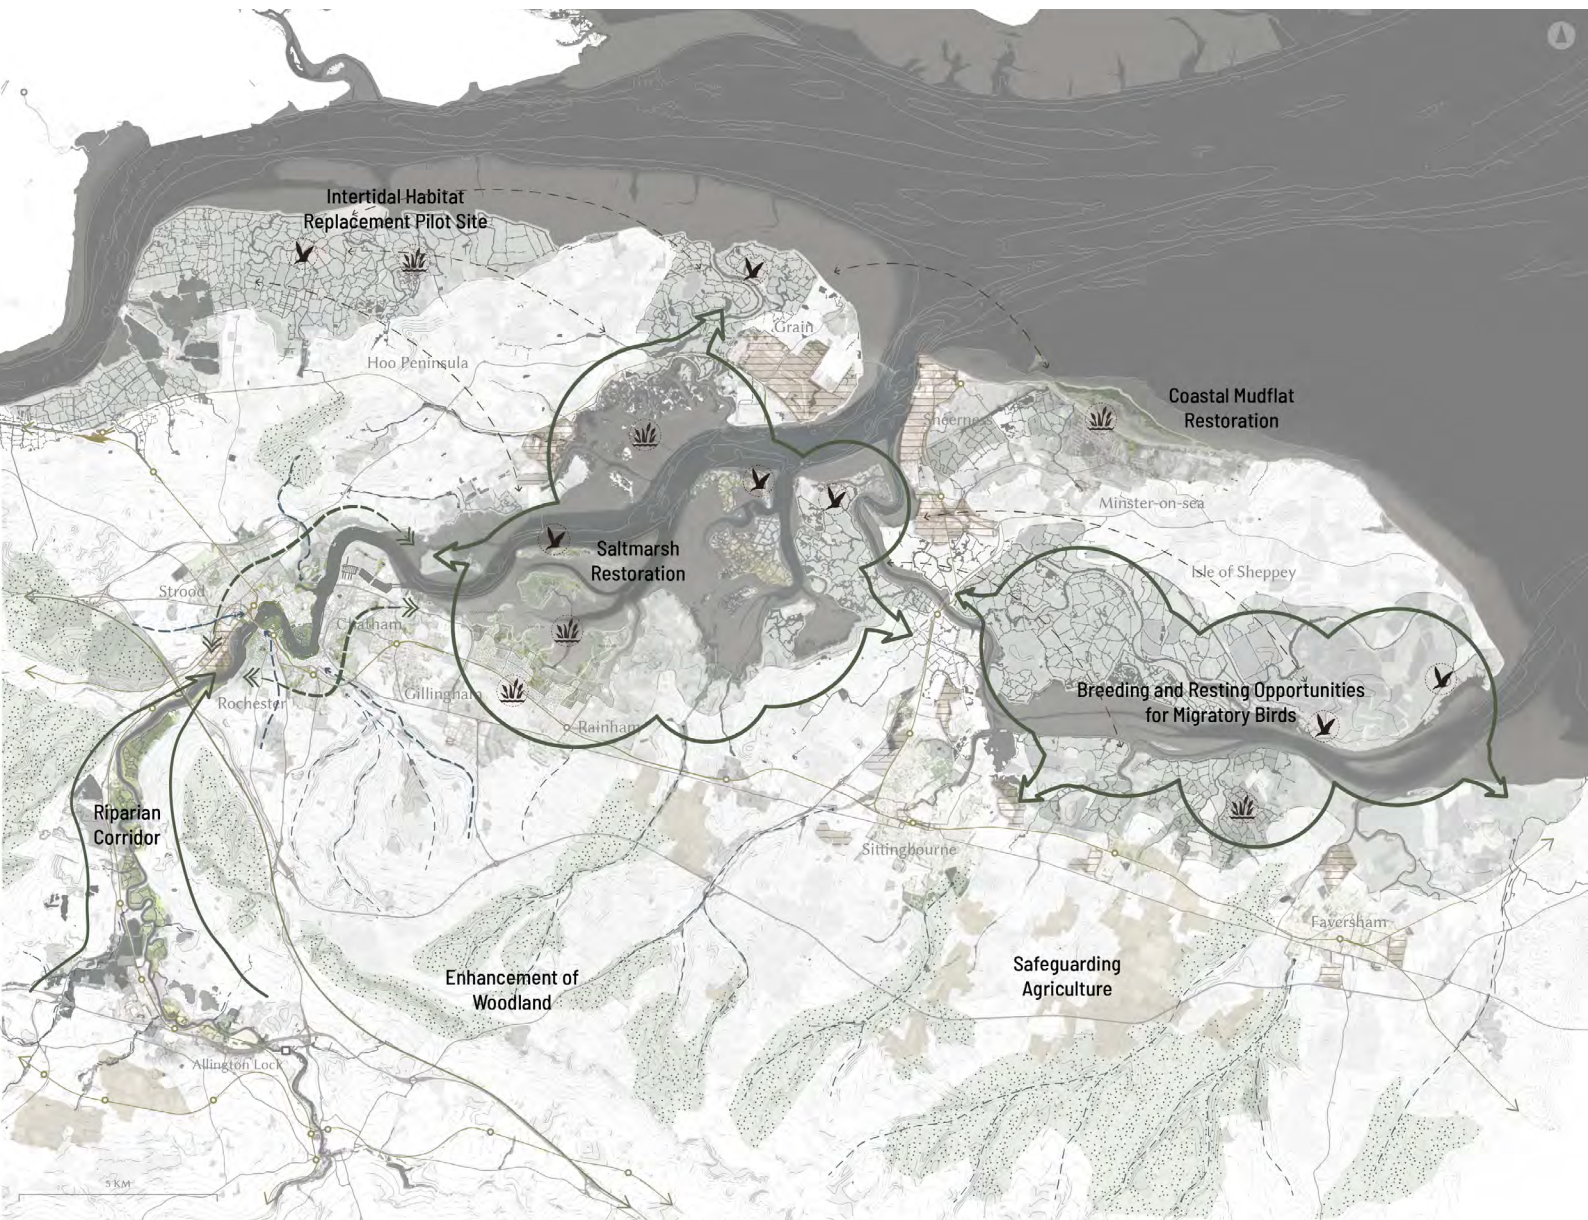 Intertidal Habitat
Replacement Pilot Site
Grain
Hoo Peninsula
Coastal Mudflat
Restoration
Sheerness
Minster-on-sea
Saltmarsh
Restoration
Isle of Sheppey
Strood
Chatham
Breeding and Resting Opportunities
for Migratory Birds
Gillingham
Rochester
Rainham
Riparian
Corridor
Sittingbourne
Faversham
Enhancement of
Woodland
Safeguarding
Agriculture
Allington Lock
5 KM